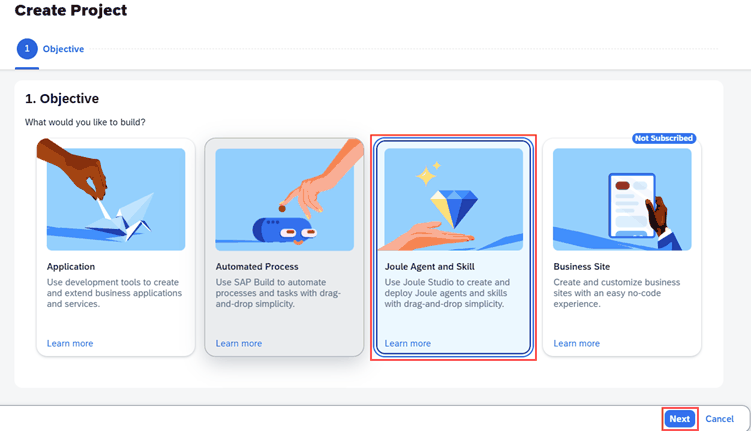 Create Project
1 Objective
1. Objective
What would you like to build?
Not Subscribed
Application
Use development tools to create
and extend business applications
and services.
Learn more
Automated Process
Use SAP Build to automate
processes and tasks with drag-
and-drop simplicity.
Learn more
Joule Agent and Skill
Use Joule Studio to create and
deploy Joule agents and skills
with drag-and-drop simplicity.
Learn more
Business Site
Create and customize business
sites with an easy no-code
experience.
Learn more
Next Cancel